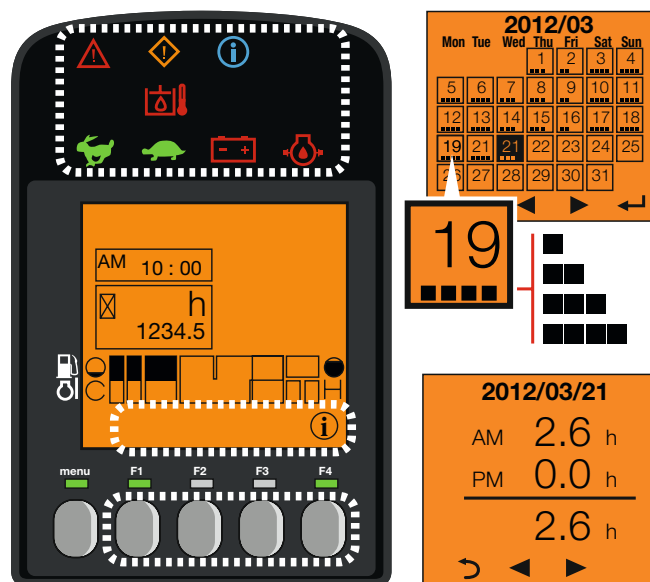 menu F1 F2 F3 F4
AM 10 : 00
h
1234.5
C H
i
i
2012/03
Mon Tue Wed Thu Fri Sat Sun
1 2 3 4
5 6 7 8 9 10 11
12 13 14 15 16 17 18
19 21 21 22 23 24 25
26 27 28 29 30 31
19
2012/03/21
AM 2.6 h
PM 0.0 h
2.6 h